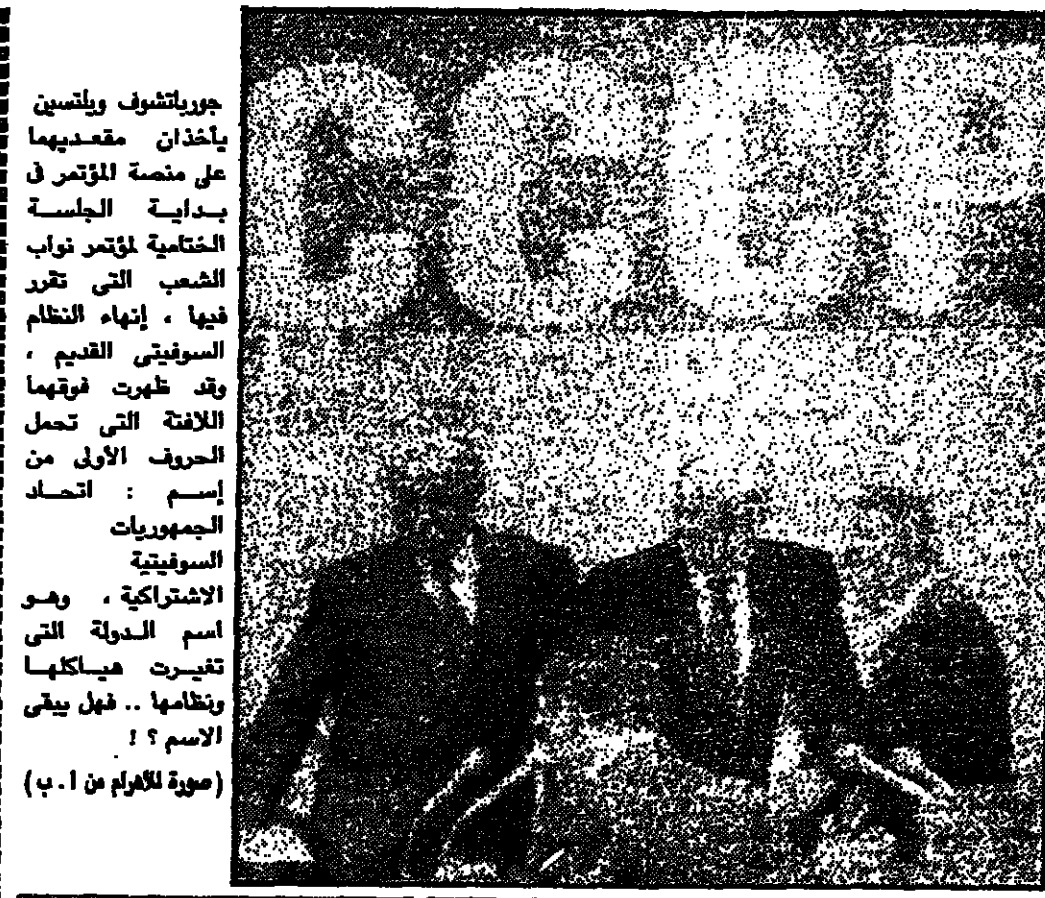 جورباتشوف ويلتسين
يأخذان مقعديهما
على منصة المؤتمر فى
بداية الجلسة
الختامية لمؤتمر نواب
الشعب التى تقرر
فيها ، إنهاء النظام
السوفيتى القديم ،
وقد ظهرت فوقهما
اللافتة التى تحمل
الحروف الأولى من
إسم : اتحاد
الجمهوريات
السوفيتية
الاشتراكية ، وهو
اسم الدولة التى
تغيرت هياكلها
ونظامها .. فهل يبقى
الاسم ؟ !
(صورة للأهرام من أ . ب)
CCCP